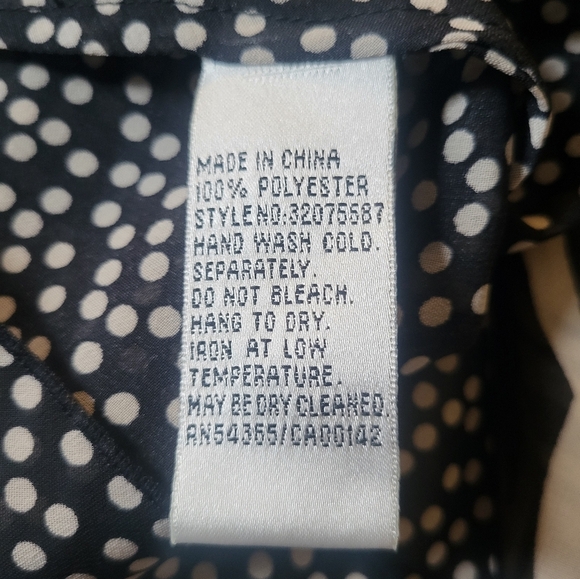 MADE IN CHINA
100% POLYESTER
STYLE NO.:32075587
HAND WASH COLD.
SEPARATELY.
DO NOT BLEACH.
HANG TO DRY.
IRON AT LOW
TEMPERATURE.
MAY BE DRY CLEANED.
RN54365/CA00142